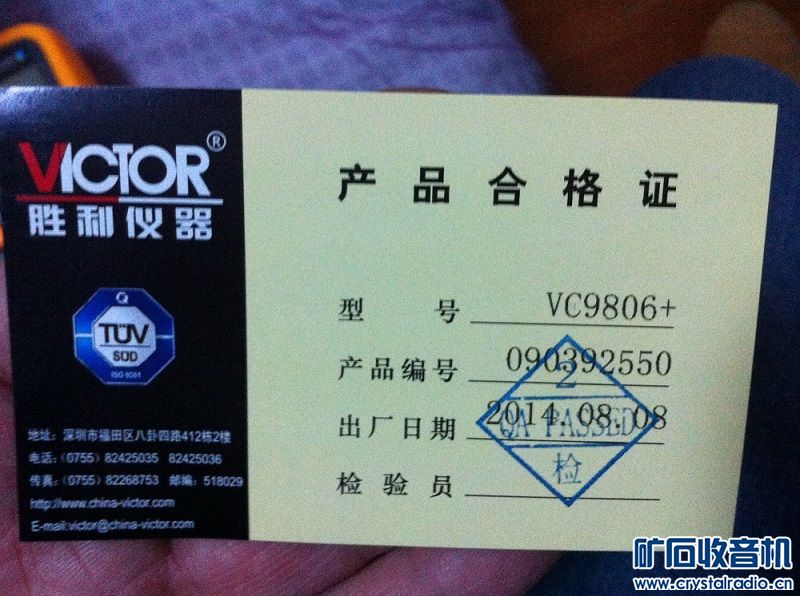 VICTOR®
胜利仪器
Q
TÜV
SÜD
ISO 9001
地址: 深圳市福田区八卦四路412栋2楼
电话: (0755) 82425035 82425036
传真: (0755) 82268753 邮编: 518029
http://www.china-victor.com
E-mail:victor@china-victor.com
产品合格证
型号 VC9806+
产品编号 090392550
出厂日期 2014.08.08
检验员
2
QA PASSED
检
矿石收音机
www.crystalradio.cn